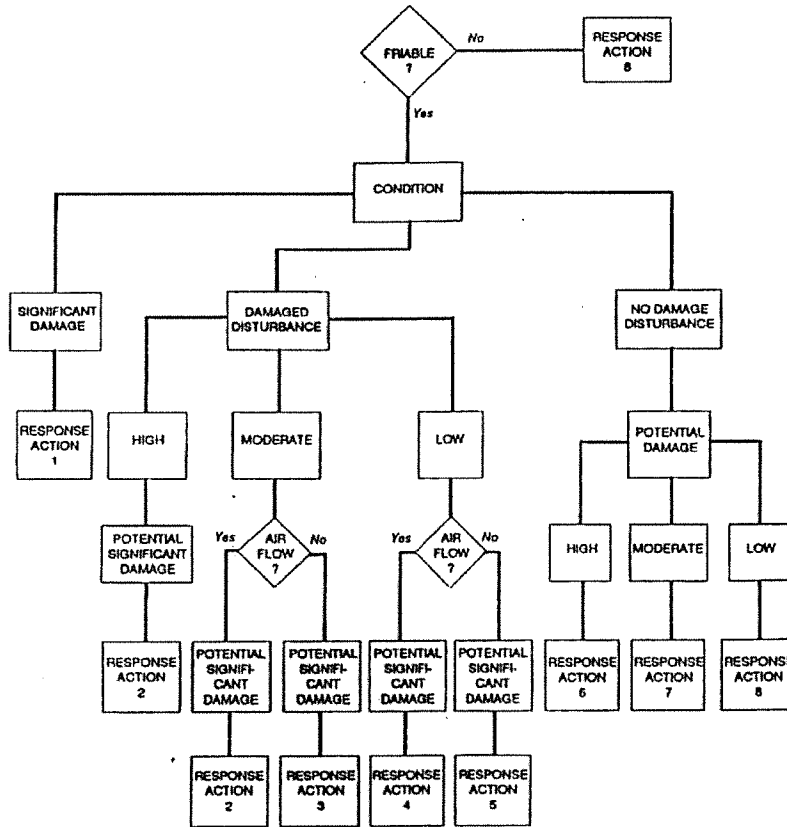 FRIABLE
?
No
RESPONSE
ACTION
8
Yes
CONDITION
SIGNIFICANT
DAMAGE
DAMAGED
DISTURBANCE
NO DAMAGE
DISTURBANCE
RESPONSE
ACTION
1
HIGH
MODERATE
LOW
POTENTIAL
DAMAGE
POTENTIAL
SIGNIFICANT
DAMAGE
Yes
AIR
FLOW
?
No
Yes
AIR
FLOW
?
No
HIGH
MODERATE
LOW
RESPONSE
ACTION
2
POTENTIAL
SIGNIFI-
CANT
DAMAGE
POTENTIAL
SIGNIFI-
CANT
DAMAGE
POTENTIAL
SIGNIFI-
CANT
DAMAGE
POTENTIAL
SIGNIFI-
CANT
DAMAGE
RESPONSE
ACTION
6
RESPONSE
ACTION
7
RESPONSE
ACTION
8
RESPONSE
ACTION
2
RESPONSE
ACTION
3
RESPONSE
ACTION
4
RESPONSE
ACTION
5